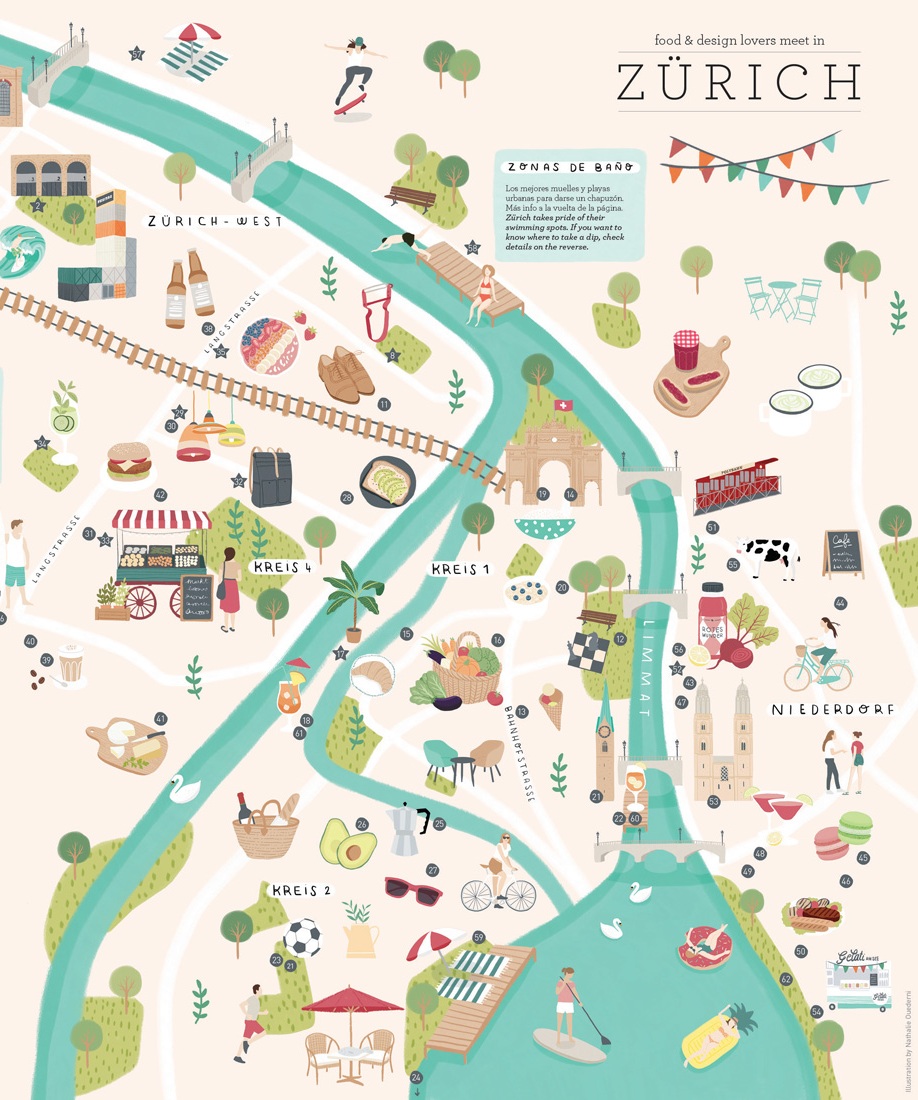 food & design lovers meet in
ZÜRICH
57
ZONAS DE BAÑO
Los mejores muelles y playas
urbanas para darse un chapuzón.
Más info a la vuelta de la página.
Zürich takes pride of their
swimming spots. If you want to
know where to take a dip, check
details on the reverse.
2
ZÜRICH-WEST
58
LANGSTRASSE
38
35
8
11
29
30
34
32
28
42
19
14
31
33
51
Café
LANGSTRASSE
KREIS 4
KREIS 1
55
20
44
ROTES
WUNDER
40
39
15
16
12
17
56
52
43
47
LIMMAT
41
18
61
13
BAHNHOFSTRASSE
NIEDERDORF
21
53
22
60
26
25
48
45
27
49
46
KREIS 2
59
50
23
21
62
Gelati AM SEE
54
24
Illustration by Nathalie Ouederni